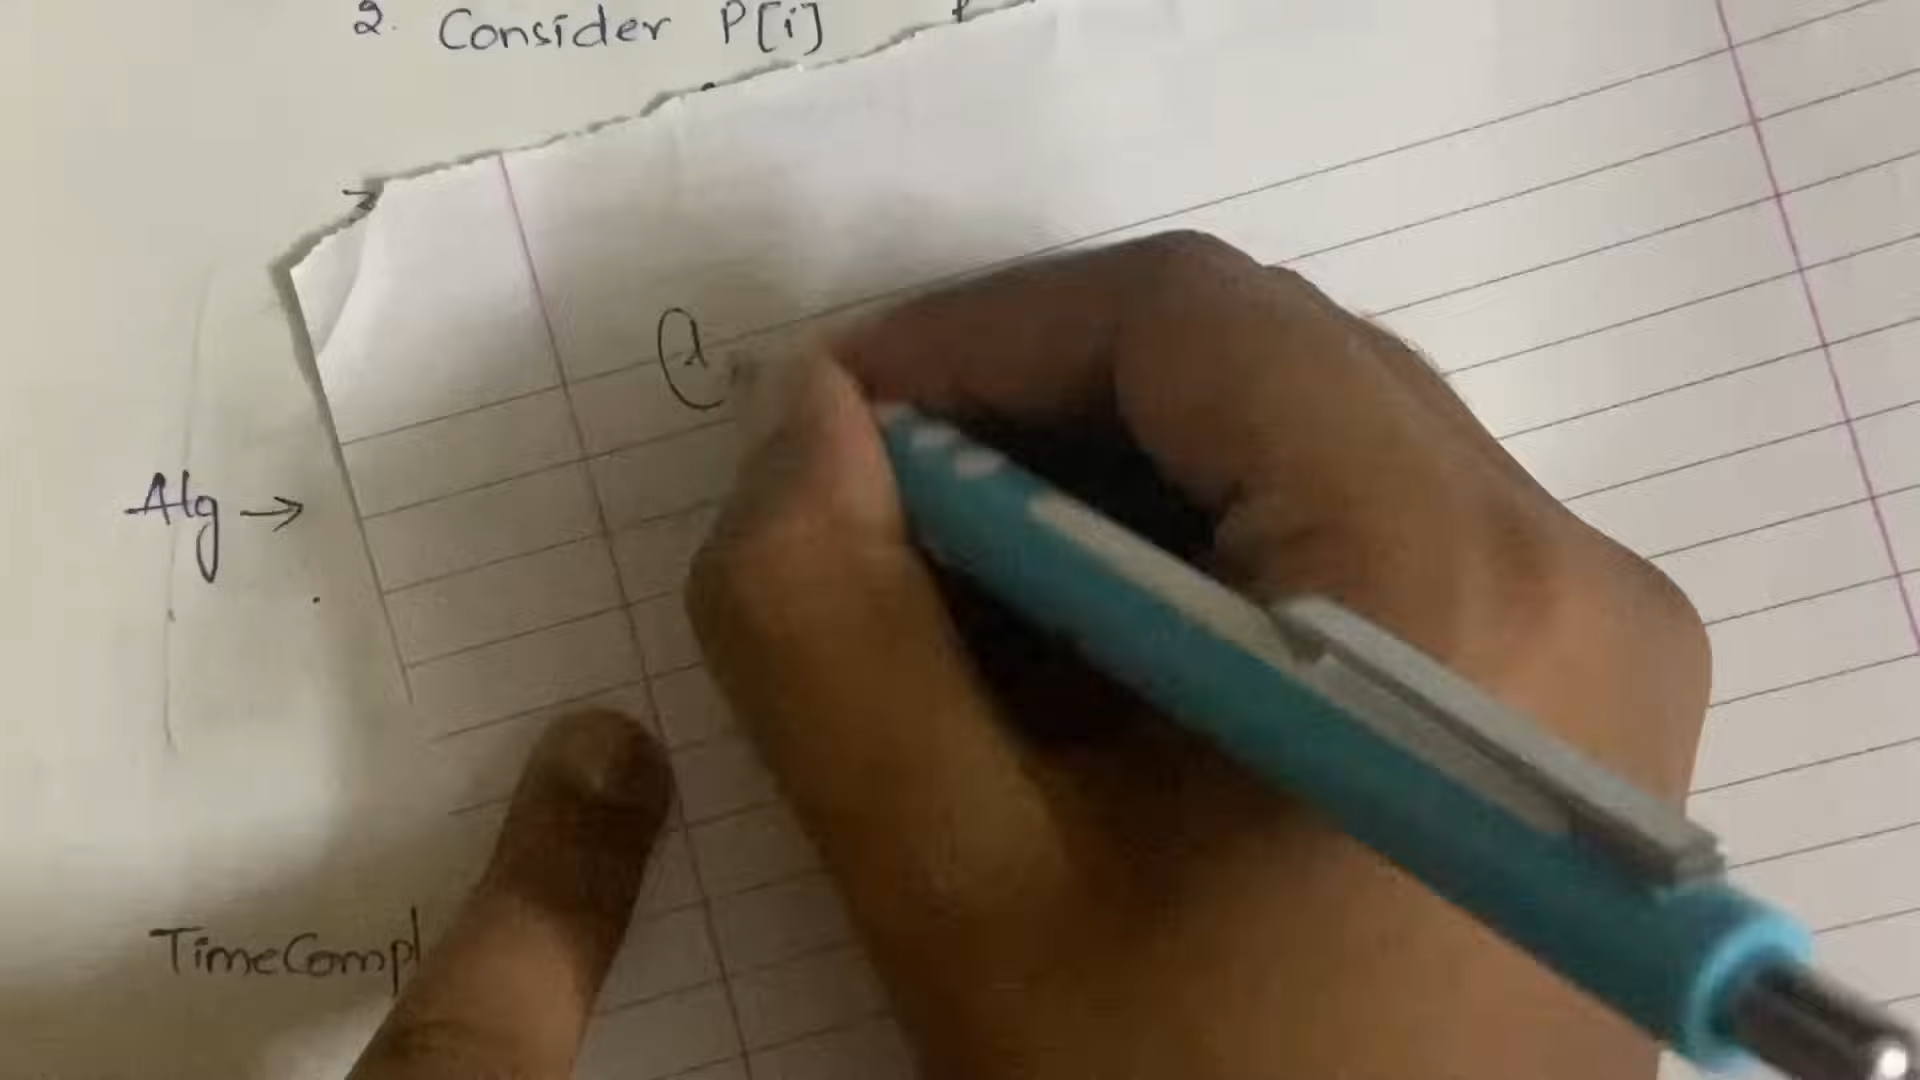 2. Consider P[i]
Alg →
TimeCompl